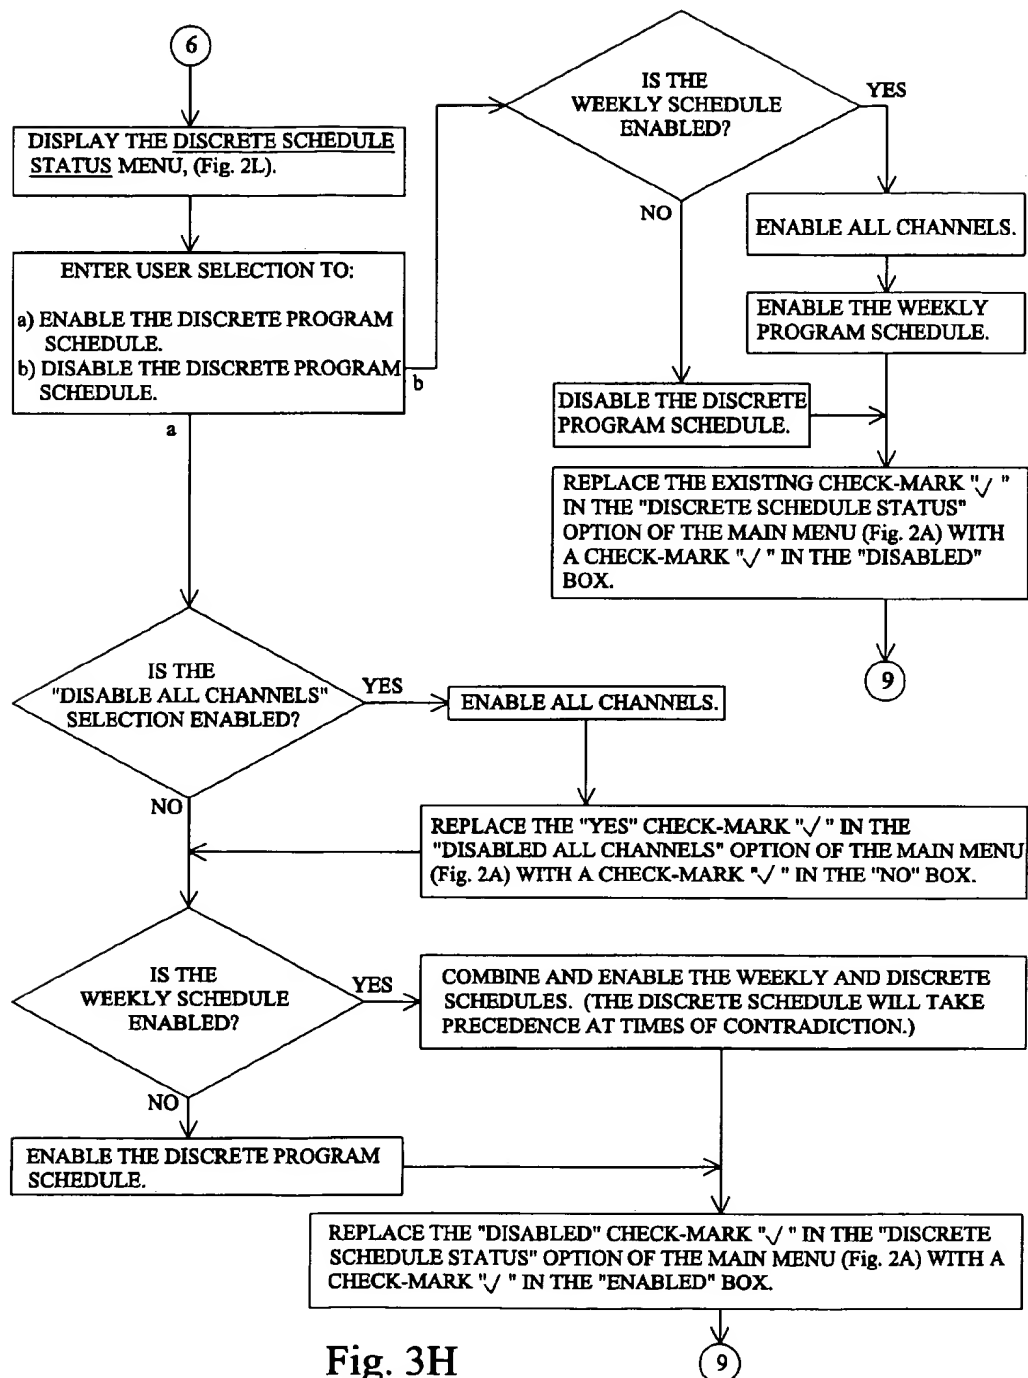 6
DISPLAY THE DISCRETE SCHEDULE
STATUS MENU, (Fig. 2L).
ENTER USER SELECTION TO:
a) ENABLE THE DISCRETE PROGRAM
SCHEDULE.
b) DISABLE THE DISCRETE PROGRAM
SCHEDULE.
b
a
IS THE
WEEKLY SCHEDULE
ENABLED?
YES
NO
ENABLE ALL CHANNELS.
ENABLE THE WEEKLY
PROGRAM SCHEDULE.
DISABLE THE DISCRETE
PROGRAM SCHEDULE.
REPLACE THE EXISTING CHECK-MARK "✓ "
IN THE "DISCRETE SCHEDULE STATUS"
OPTION OF THE MAIN MENU (Fig. 2A) WITH
A CHECK-MARK "✓ " IN THE "DISABLED"
BOX.
9
IS THE
"DISABLE ALL CHANNELS"
SELECTION ENABLED?
YES
NO
ENABLE ALL CHANNELS.
REPLACE THE "YES" CHECK-MARK "✓ " IN THE
"DISABLED ALL CHANNELS" OPTION OF THE MAIN MENU
(Fig. 2A) WITH A CHECK-MARK "✓ " IN THE "NO" BOX.
IS THE
WEEKLY SCHEDULE
ENABLED?
YES
NO
COMBINE AND ENABLE THE WEEKLY AND DISCRETE
SCHEDULES. (THE DISCRETE SCHEDULE WILL TAKE
PRECEDENCE AT TIMES OF CONTRADICTION.)
ENABLE THE DISCRETE PROGRAM
SCHEDULE.
REPLACE THE "DISABLED" CHECK-MARK "✓ " IN THE "DISCRETE
SCHEDULE STATUS" OPTION OF THE MAIN MENU (Fig. 2A) WITH A
CHECK-MARK "✓ " IN THE "ENABLED" BOX.
9
Fig. 3H